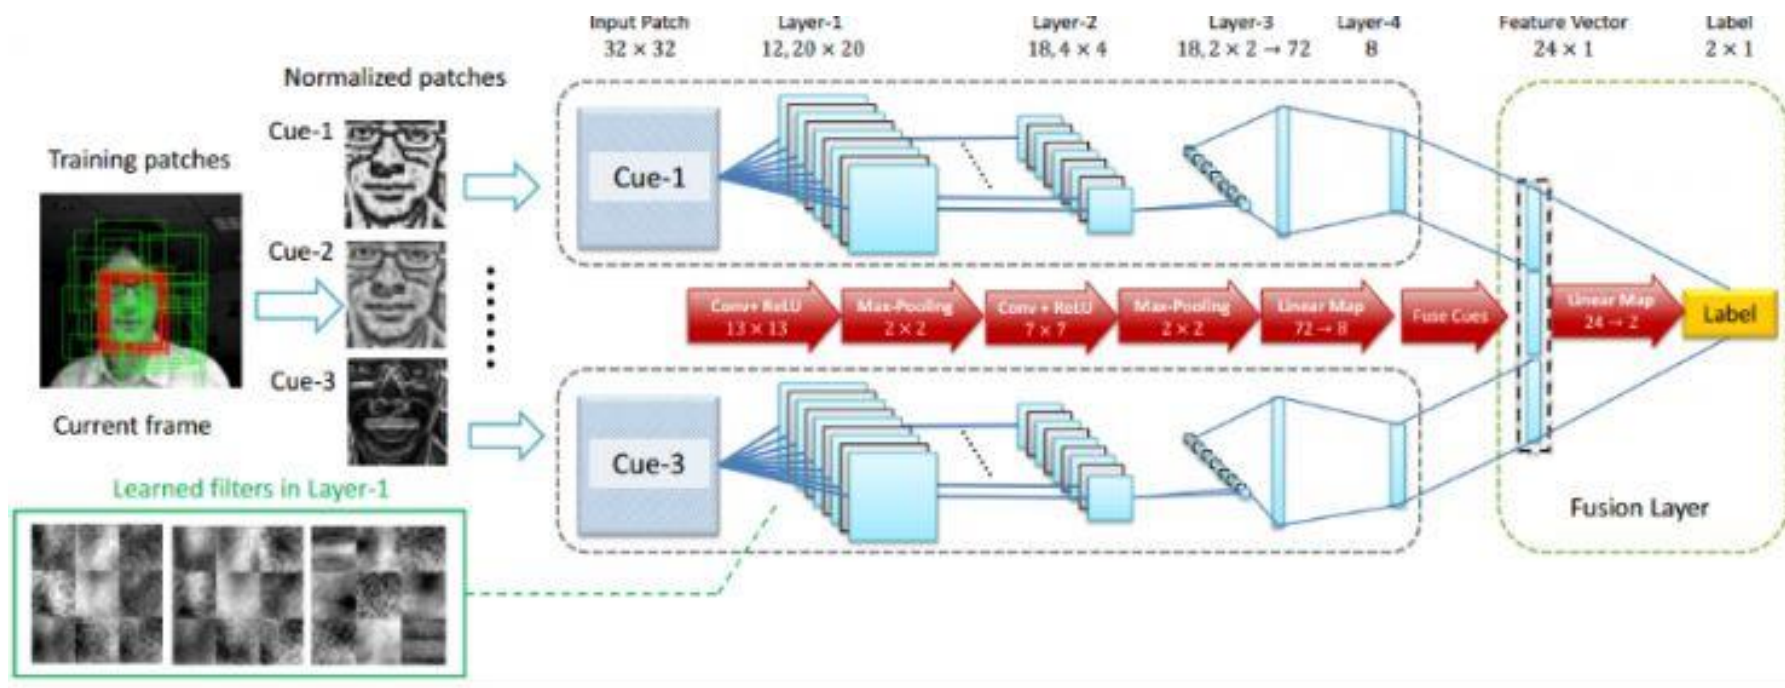 Input Patch
32 × 32
Layer-1
12, 20 × 20
Layer-2
18, 4 × 4
Layer-3
18, 2 × 2 → 72
Layer-4
8
Feature Vector
24 × 1
Label
2 × 1
Normalized patches
Cue-1
Training patches
Cue-2
Cue-3
Current frame
Cue-1
Conv+ ReLU
13 × 13
Max-Pooling
2 × 2
Conv + ReLU
7 × 7
Max-Pooling
2 × 2
Linear Map
72 → 8
Fuse Cues
Linear Map
24 → 2
Label
Cue-3
Fusion Layer
Learned filters in Layer-1